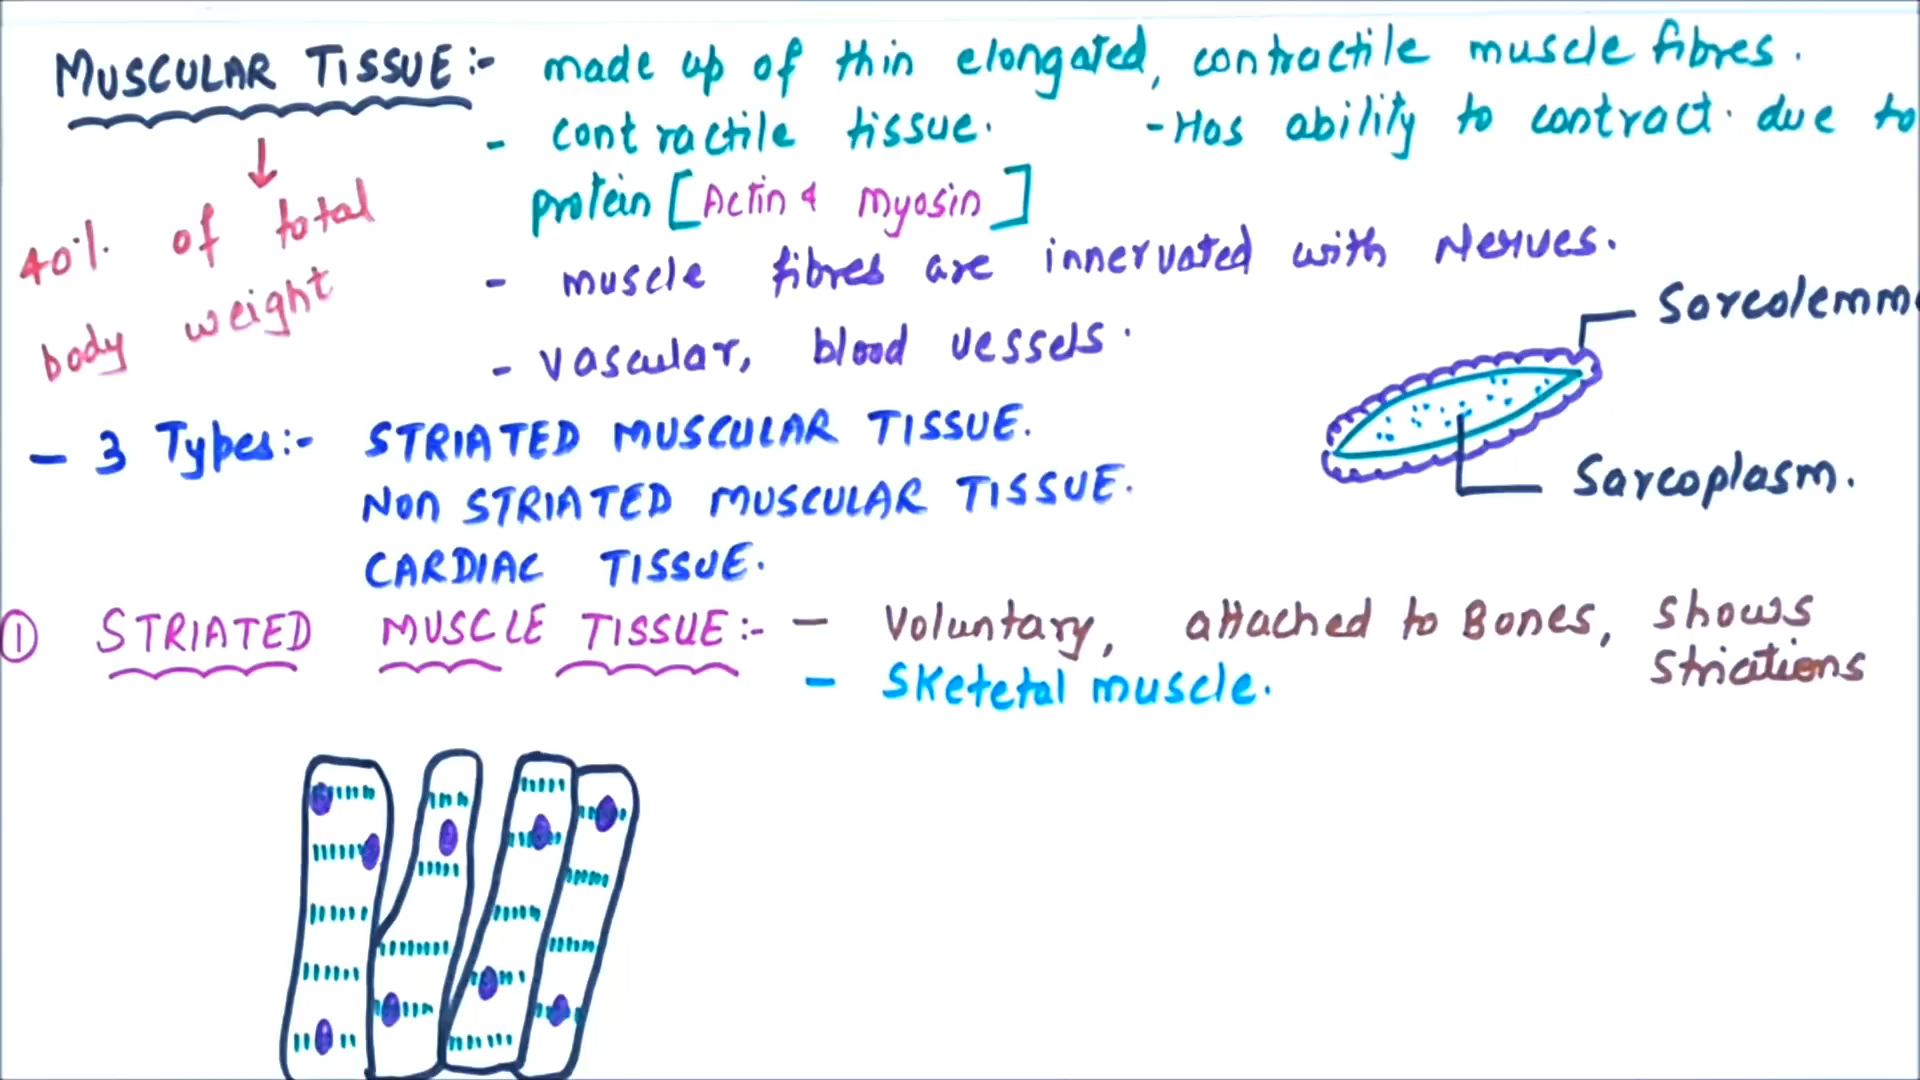 MUSCULAR TISSUE :- made up of thin elongated, contractile muscle fibres.
- contractile tissue. - Has ability to contract. due to
protein [Actin & Myosin]
40% of total
body weight
- muscle fibres are innervated with Nerves.
- Vascular, blood vessels.
Sarcolemm
Sarcoplasm.
- 3 Types:- STRIATED MUSCULAR TISSUE.
NON STRIATED MUSCULAR TISSUE.
CARDIAC TISSUE.
① STRIATED MUSCLE TISSUE :- - Voluntary, attached to Bones, shows
striations
- Sketetal muscle.